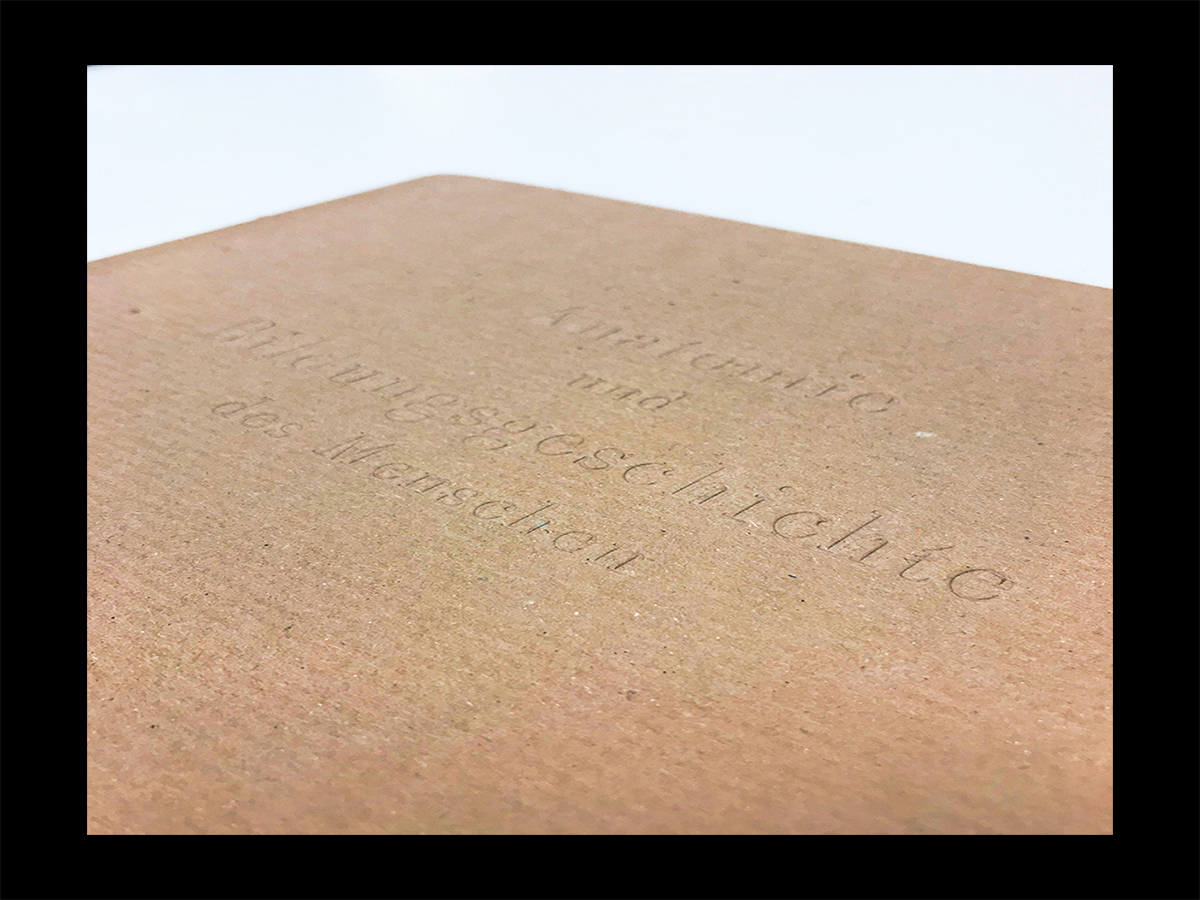 Anatomie
und
Bildungsgeschichte
des Menschen